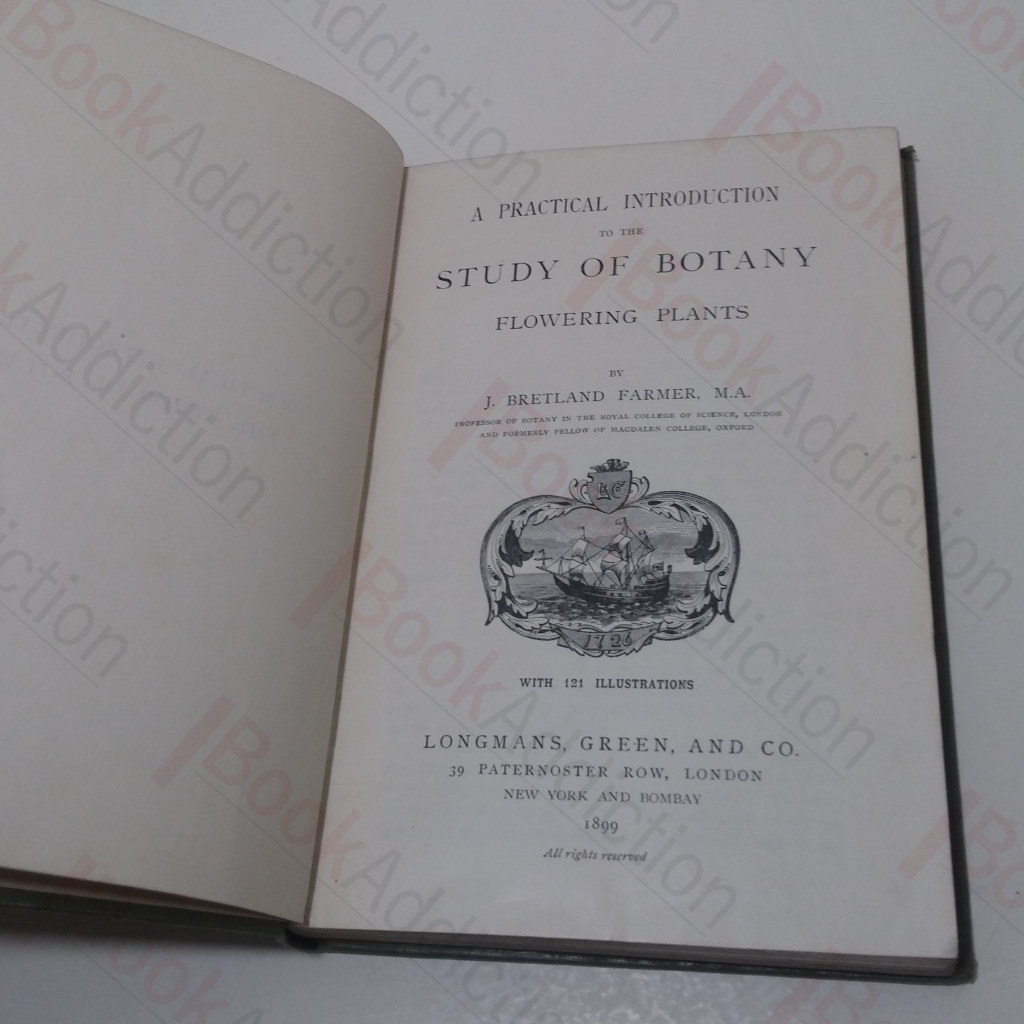 A PRACTICAL INTRODUCTION
TO THE
STUDY OF BOTANY
FLOWERING PLANTS
BY
J. BRETLAND FARMER, M.A.
PROFESSOR OF BOTANY IN THE ROYAL COLLEGE OF SCIENCE, LONDON
AND FORMERLY FELLOW OF MAGDALEN COLLEGE, OXFORD
1726
WITH 121 ILLUSTRATIONS
LONGMANS, GREEN, AND CO.
39 PATERNOSTER ROW, LONDON
NEW YORK AND BOMBAY
1899
All rights reserved
BookAddiction